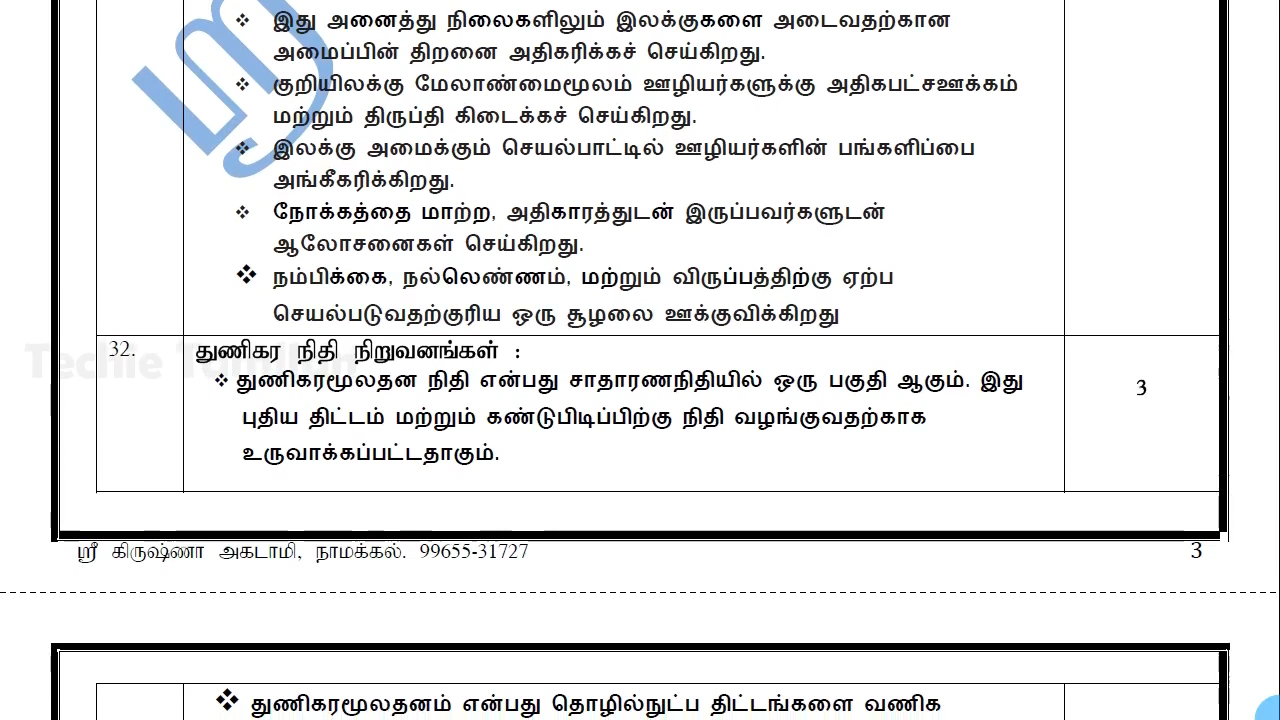 ❖ இது அனைத்து நிலைகளிலும் இலக்குகளை அடைவதற்கான
அமைப்பின் திறனை அதிகரிக்கச் செய்கிறது.
❖ குறியிலக்கு மேலாண்மைமூலம் ஊழியர்களுக்கு அதிகபட்சஊக்கம்
மற்றும் திருப்தி கிடைக்கச் செய்கிறது.
❖ இலக்கு அமைக்கும் செயல்பாட்டில் ஊழியர்களின் பங்களிப்பை
அங்கீகரிக்கிறது.
❖ நோக்கத்தை மாற்ற, அதிகாரத்துடன் இருப்பவர்களுடன்
ஆலோசனைகள் செய்கிறது.
❖ நம்பிக்கை, நல்லெண்ணம், மற்றும் விருப்பத்திற்கு ஏற்ப
செயல்படுவதற்குரிய ஒரு சூழலை ஊக்குவிக்கிறது
32. துணிகர நிதி நிறுவனங்கள் :
❖ துணிகரமூலதன நிதி என்பது சாதாரணநிதியில் ஒரு பகுதி ஆகும். இது
3
புதிய திட்டம் மற்றும் கண்டுபிடிப்பிற்கு நிதி வழங்குவதற்காக
உருவாக்கப்பட்டதாகும்.
ஸ்ரீ கிருஷ்ணா அகடாமி, நாமக்கல். 99655-31727 3
❖ துணிகரமூலதனம் என்பது தொழில்நுட்ப திட்டங்களை வணிக